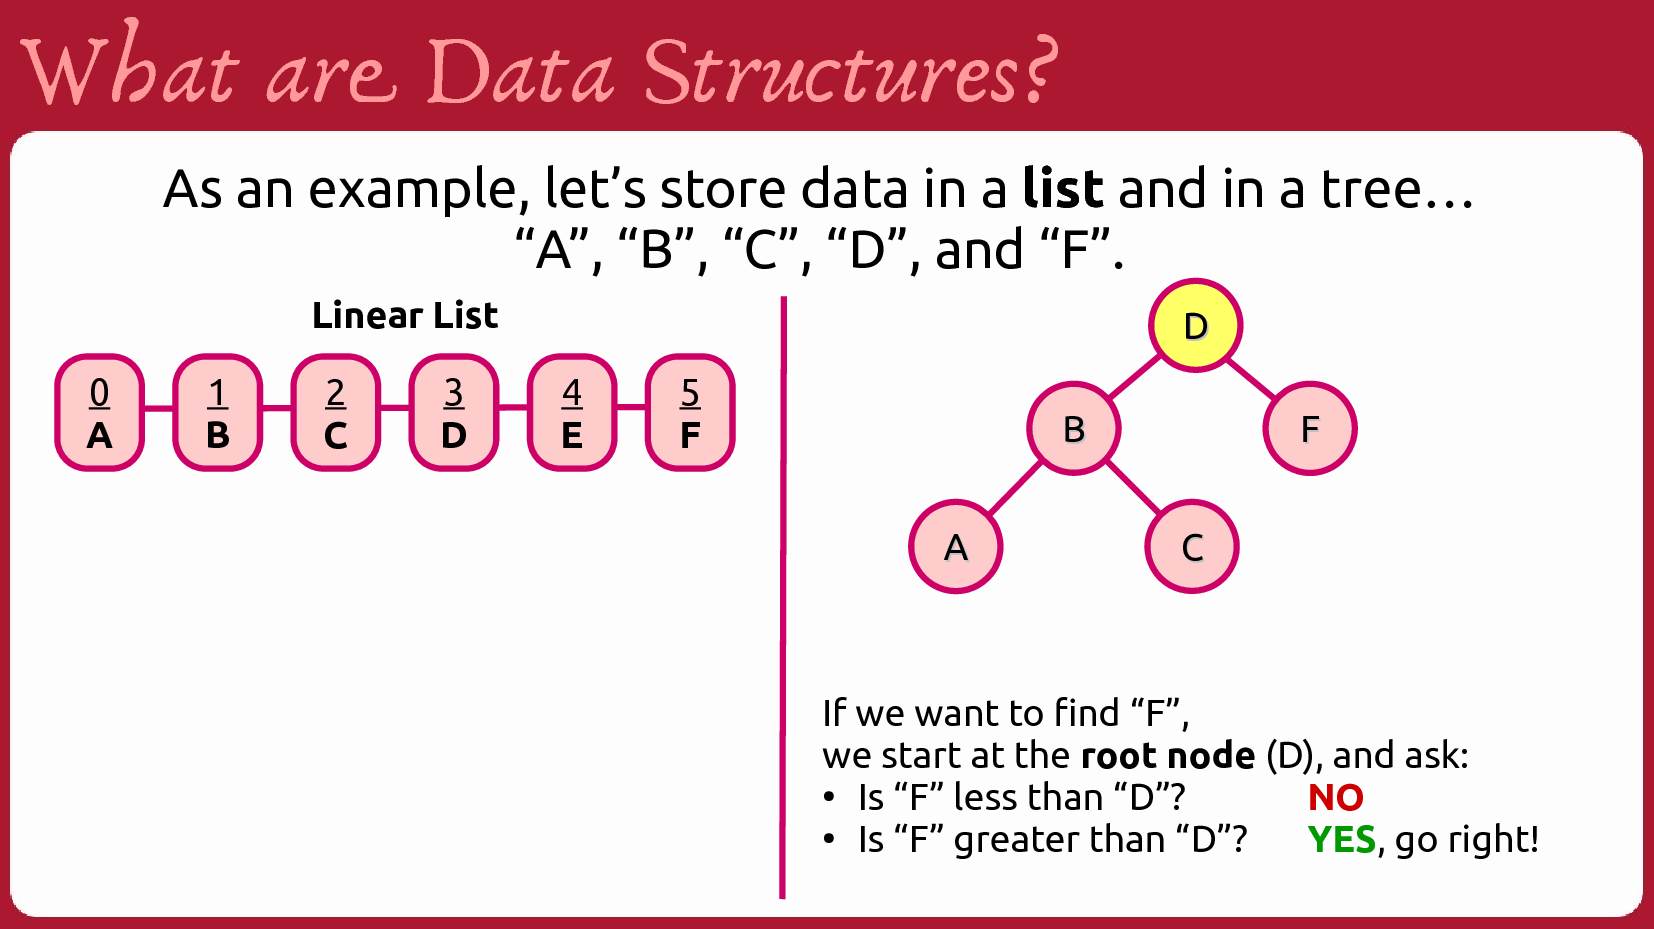 What are Data Structures?
As an example, let’s store data in a list and in a tree…
“A”, “B”, “C”, “D”, and “F”.
Linear List
0 1 2 3 4 5
A B C D E F
D
B F
A C
If we want to find “F”,
we start at the root node (D), and ask:
• Is “F” less than “D”? NO
• Is “F” greater than “D”? YES, go right!